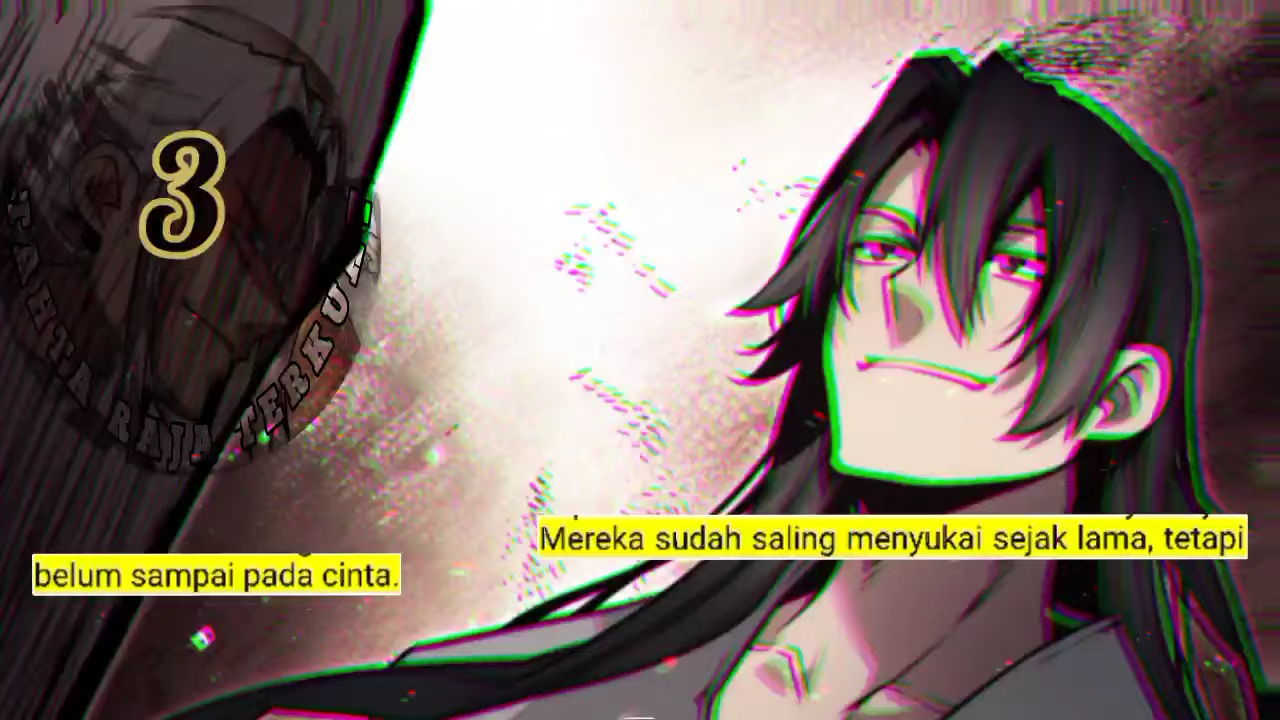 3
TAHTA RAJA TERKUAT
Mereka sudah saling menyukai sejak lama, tetapi
belum sampai pada cinta.